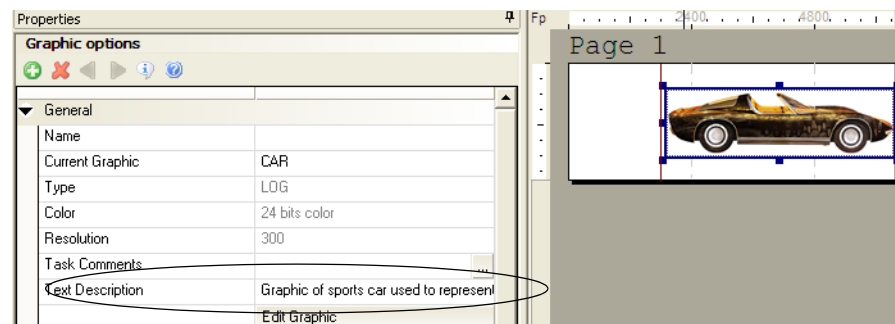 Properties
Graphic options
General
Name
Current Graphic CAR
Type LOG
Color 24 bits color
Resolution 300
Task Comments ...
Text Description Graphic of sports car used to represent
Edit Graphic
Fp 2400 4800
Page 1